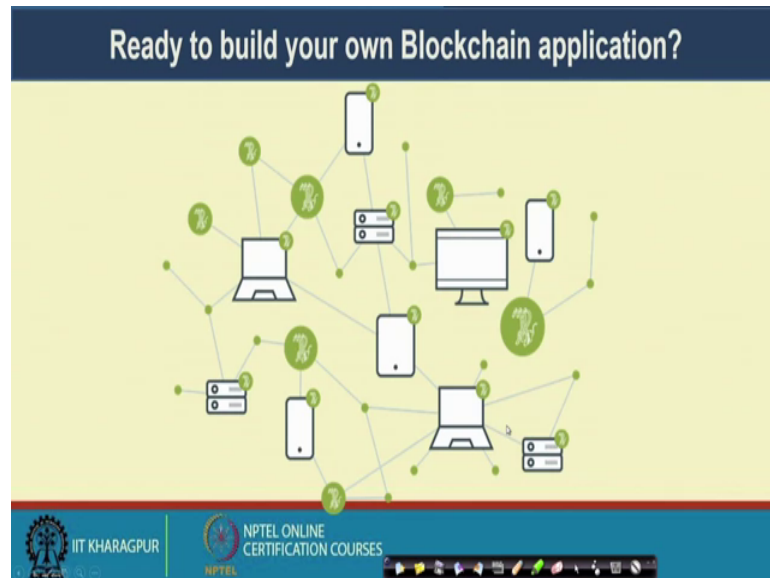 Ready to build your own Blockchain application?
IIT KHARAGPUR
NPTEL ONLINE
CERTIFICATION COURSES
NPTEL